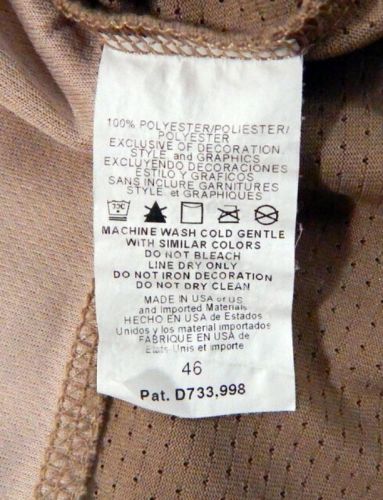 100% POLYESTER/POLIESTER/
POLYESTER
EXCLUSIVE OF DECORATION
STYLE and GRAPHICS
EXCLUYENDO DECORACIONES
ESTILO Y GRAFICOS
SANS INCLURE GARNITURES
STYLE et GRAPHIQUES
MACHINE WASH COLD GENTLE
WITH SIMILAR COLORS
DO NOT BLEACH
LINE DRY ONLY
DO NOT IRON DECORATION
DO NOT DRY CLEAN
MADE IN USA of US
and Imported Materials
HECHO EN USA de Estados
Unidos y los material importados
FABRIQUE EN USA de
Etats-Unis et importe
46
Pat. D733,998